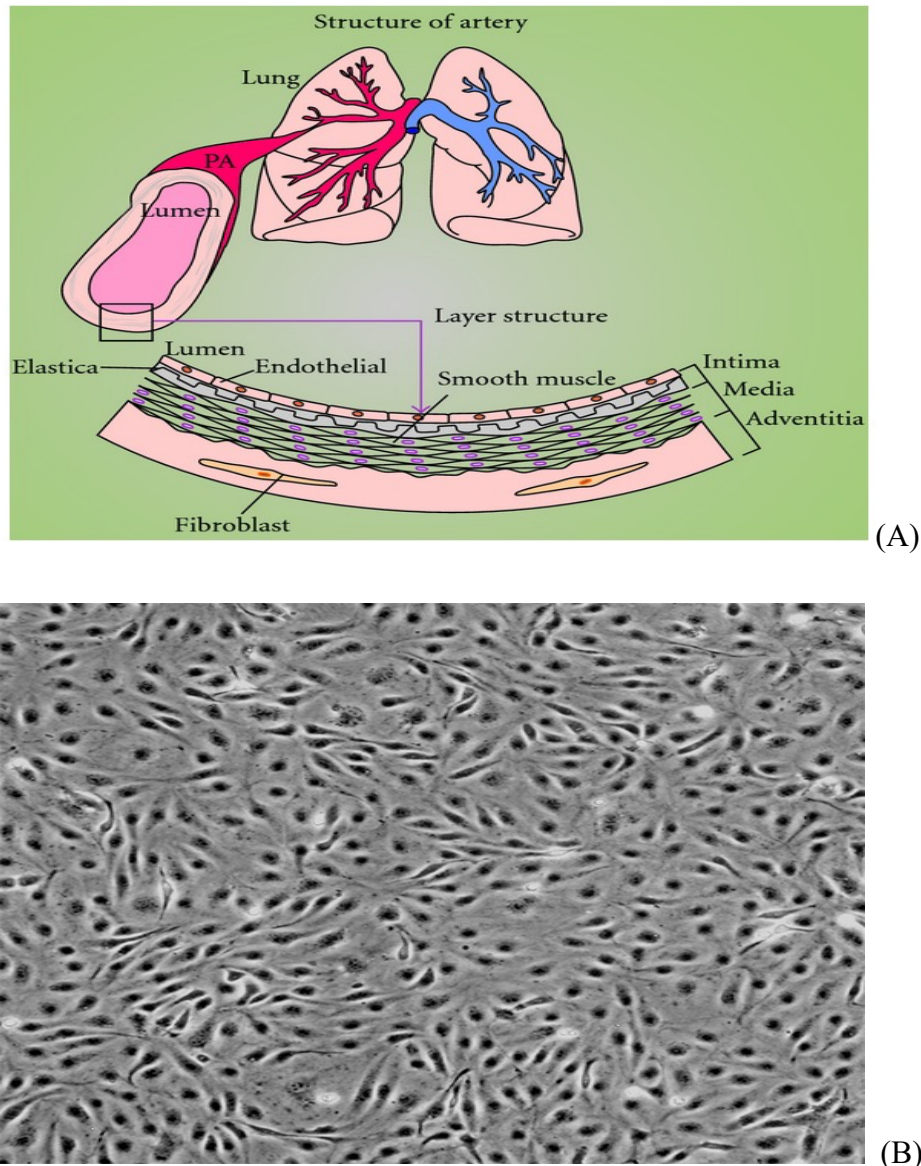 Structure of artery
Lung
PA
Lumen
Layer structure
Lumen
Elastica
Endothelial
Intima
Smooth muscle
Media
Adventitia
Fibroblast
(A)
(B)